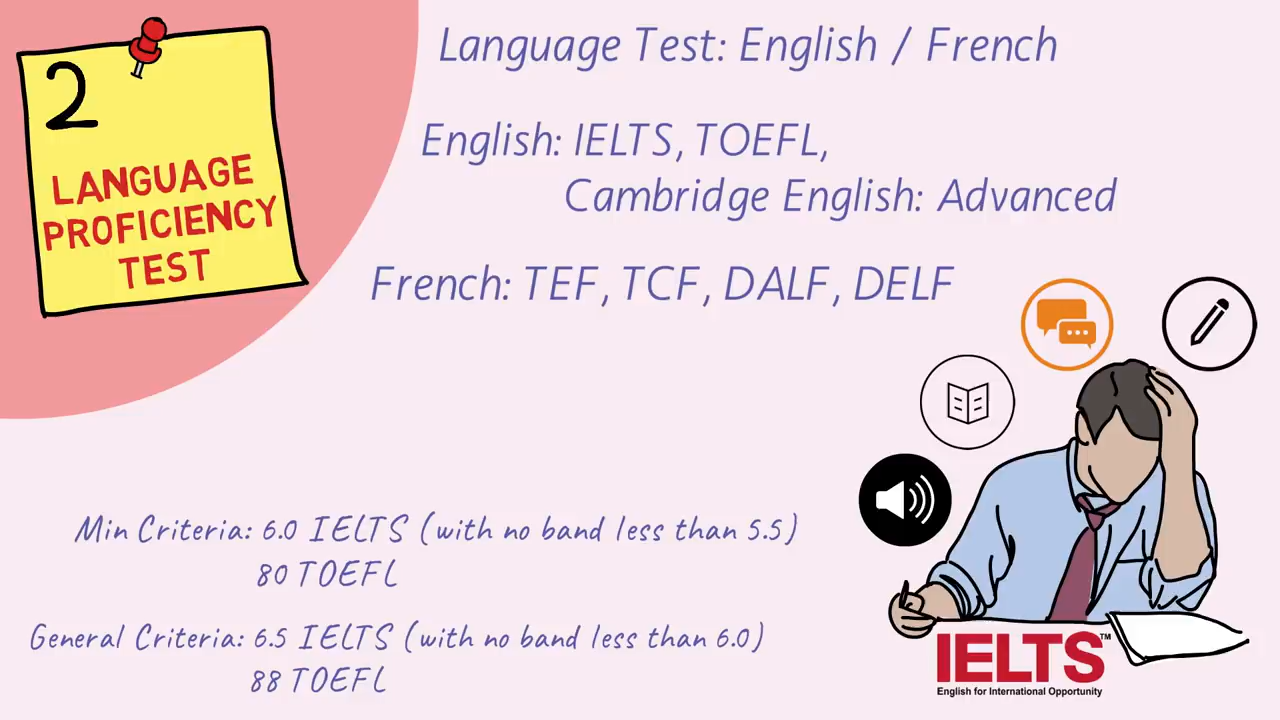 2
LANGUAGE
PROFICIENCY
TEST
Language Test: English / French
English: IELTS, TOEFL,
Cambridge English: Advanced
French: TEF, TCF, DALF, DELF
Min Criteria: 6.0 IELTS (with no band less than 5.5)
80 TOEFL
General Criteria: 6.5 IELTS (with no band less than 6.0)
88 TOEFL
IELTS™
English for International Opportunity